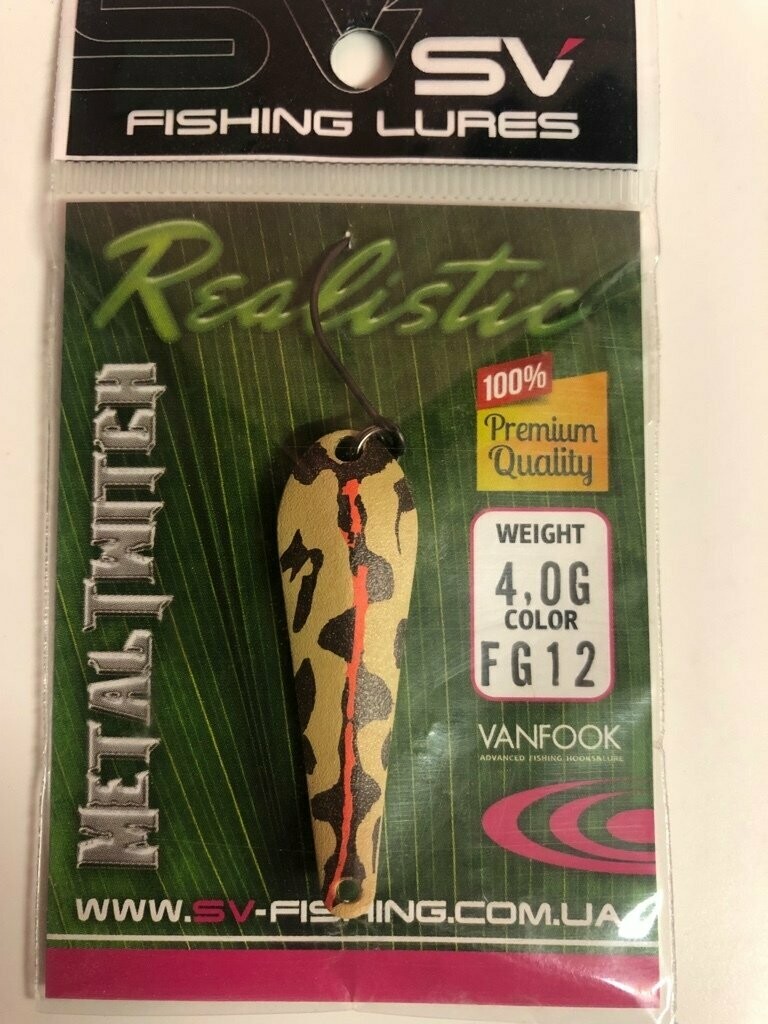 SV
FISHING LURES
Realistic
METAL TWITCH
100%
Premium
Quality
WEIGHT
4,0G
COLOR
FG12
VANFOOK
ADVANCED FISHING HOOKS&LURE
WWW.SV-FISHING.COM.UA